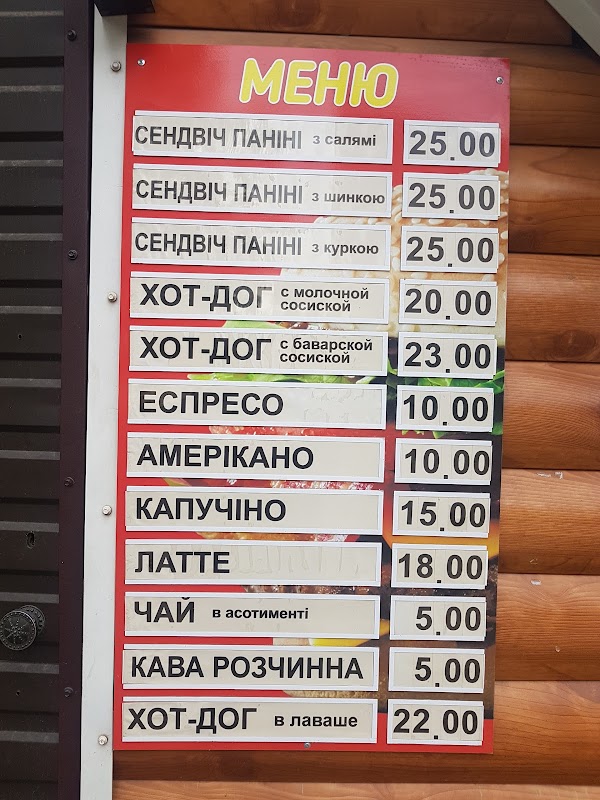 МЕНЮ
СЕНДВІЧ ПАНІНІ з салямі 25.00
СЕНДВІЧ ПАНІНІ з шинкою 25.00
СЕНДВІЧ ПАНІНІ з куркою 25.00
ХОТ-ДОГ с молочной сосиской 20.00
ХОТ-ДОГ с баварской сосиской 23.00
ЕСПРЕСО 10.00
АМЕРІКАНО 10.00
КАПУЧІНО 15.00
ЛАТТЕ 18.00
ЧАЙ в асотименті 5.00
КАВА РОЗЧИННА 5.00
ХОТ-ДОГ в лаваше 22.00